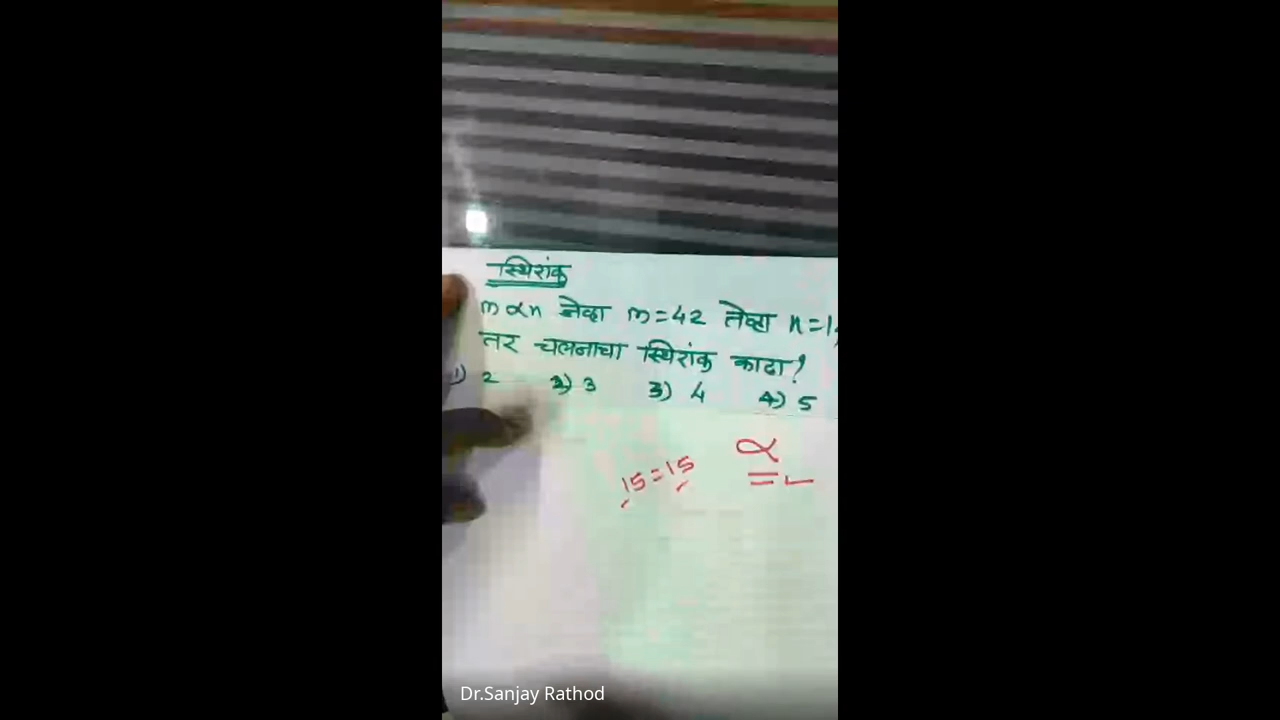 स्थिरांक
m ∝ n जेव्हा m=42 तेव्हा n=1
तर चलनाचा स्थिरांक काढा?
1) 2 2) 3 3) 4 4) 5
∝
15=15 =
Dr.Sanjay Rathod